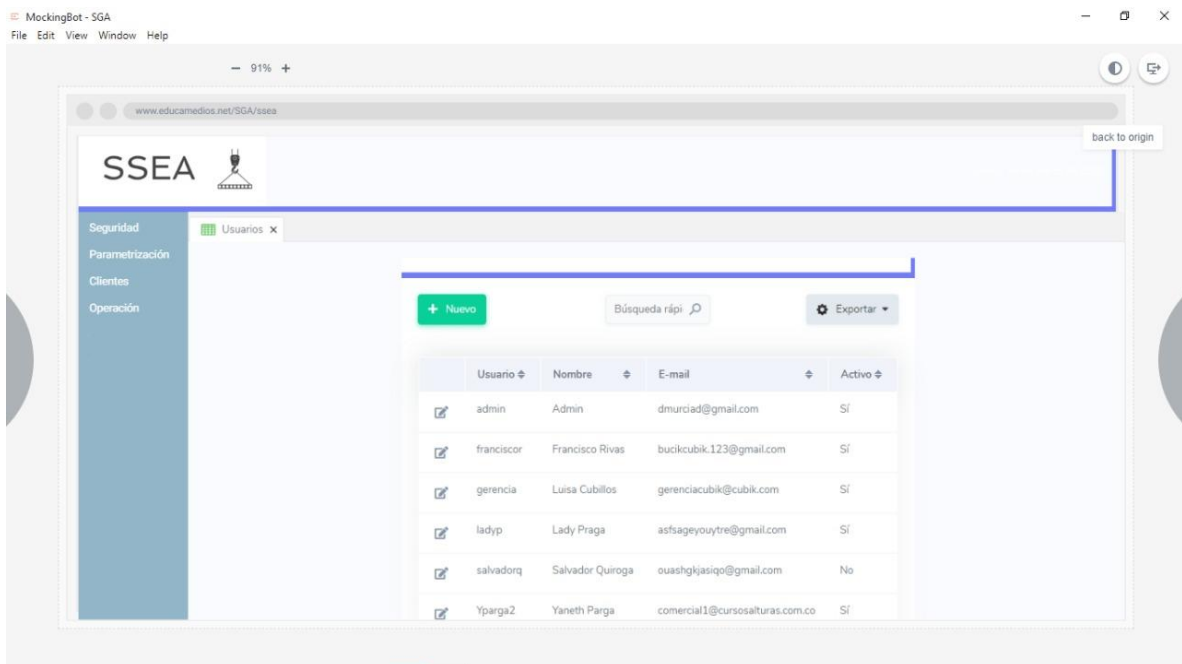 MockingBot - SGA
File Edit View Window Help
91%
www.educamedios.net/SGA/ssea
back to origin
SSEA
Seguridad
Parametrización
Clientes
Operación
Usuarios x
+ Nuevo
Búsqueda rápi
Exportar
Usuario Nombre E-mail Activo
admin Admin dmurciad@gmail.com Sí
franciscor Francisco Rivas bucikcubik.123@gmail.com Sí
gerencia Luisa Cubillos gerenciacubik@cubik.com Sí
ladyp Lady Praga asfsageyouytre@gmail.com Sí
salvadorq Salvador Quiroga ouashgkjasiqo@gmail.com No
Yparga2 Yaneth Parga comercial1@cursosalturas.com.co Sí